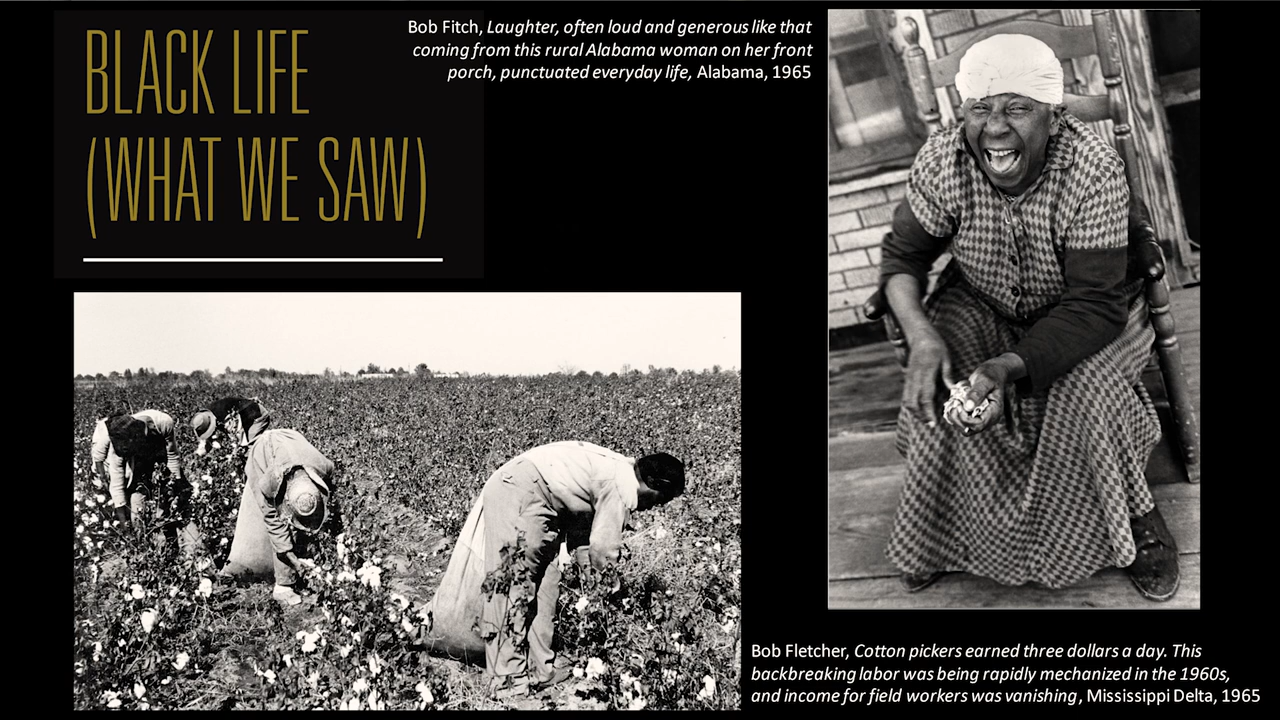 BLACK LIFE
(WHAT WE SAW)
Bob Fitch, Laughter, often loud and generous like that
coming from this rural Alabama woman on her front
porch, punctuated everyday life, Alabama, 1965
Bob Fletcher, Cotton pickers earned three dollars a day. This
backbreaking labor was being rapidly mechanized in the 1960s,
and income for field workers was vanishing, Mississippi Delta, 1965